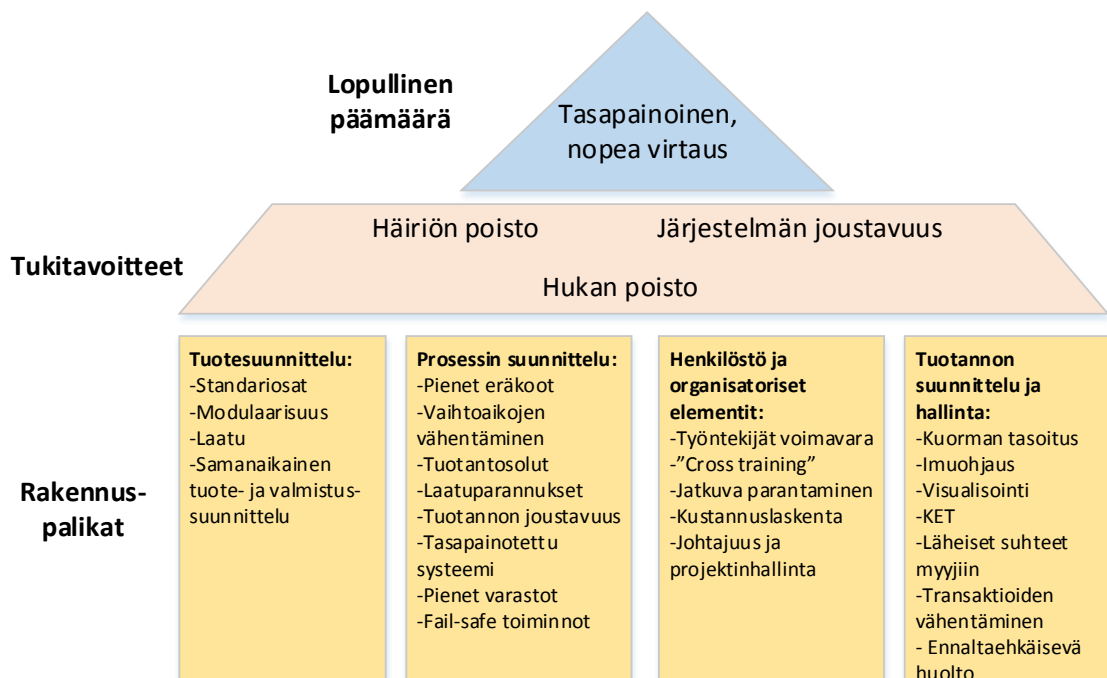 Lopullinen
päämäärä
Tasapainoinen,
nopea virtaus
Tukitavoitteet
Häiriön poisto
Järjestelmän joustavuus
Hukan poisto
Rakennus-
palikat
Tuotesuunnittelu:
-Standariosat
-Modulaarisuus
-Laatu
-Samanaikainen
tuote- ja valmistus-
suunnittelu
Prosessin suunnittelu:
-Pienet eräkoot
-Vaihtoaikojen
vähentäminen
-Tuotantosolut
-Laatuparannukset
-Tuotannon joustavuus
-Tasapainotettu
systeemi
-Pienet varastot
-Fail-safe toiminnot
Henkilöstö ja
organisatoriset
elementit:
-Työntekijät voimavara
-”Cross training”
-Jatkuva parantaminen
-Kustannuslaskenta
-Johtajuus ja
projektinhallinta
Tuotannon
suunnittelu ja
hallinta:
-Kuorman tasoitus
-Imuohjaus
-Visualisointi
-KET
-Läheiset suhteet
myyjiin
-Transaktioiden
vähentäminen
- Ennaltaehkäisevä
huolto